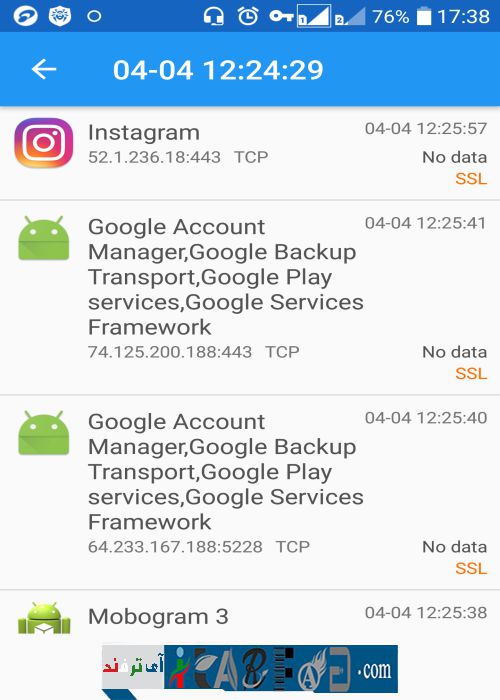 76% 17:38
04-04 12:24:29
Instagram 04-04 12:25:57
52.1.236.18:443 TCP No data
SSL
Google Account 04-04 12:25:41
Manager,Google Backup
Transport,Google Play
services,Google Services
Framework
74.125.200.188:443 TCP No data
SSL
Google Account 04-04 12:25:40
Manager,Google Backup
Transport,Google Play
services,Google Services
Framework
64.233.167.188:5228 TCP No data
SSL
Mobogram 3 04-04 12:25:38
آی ترفند
.com